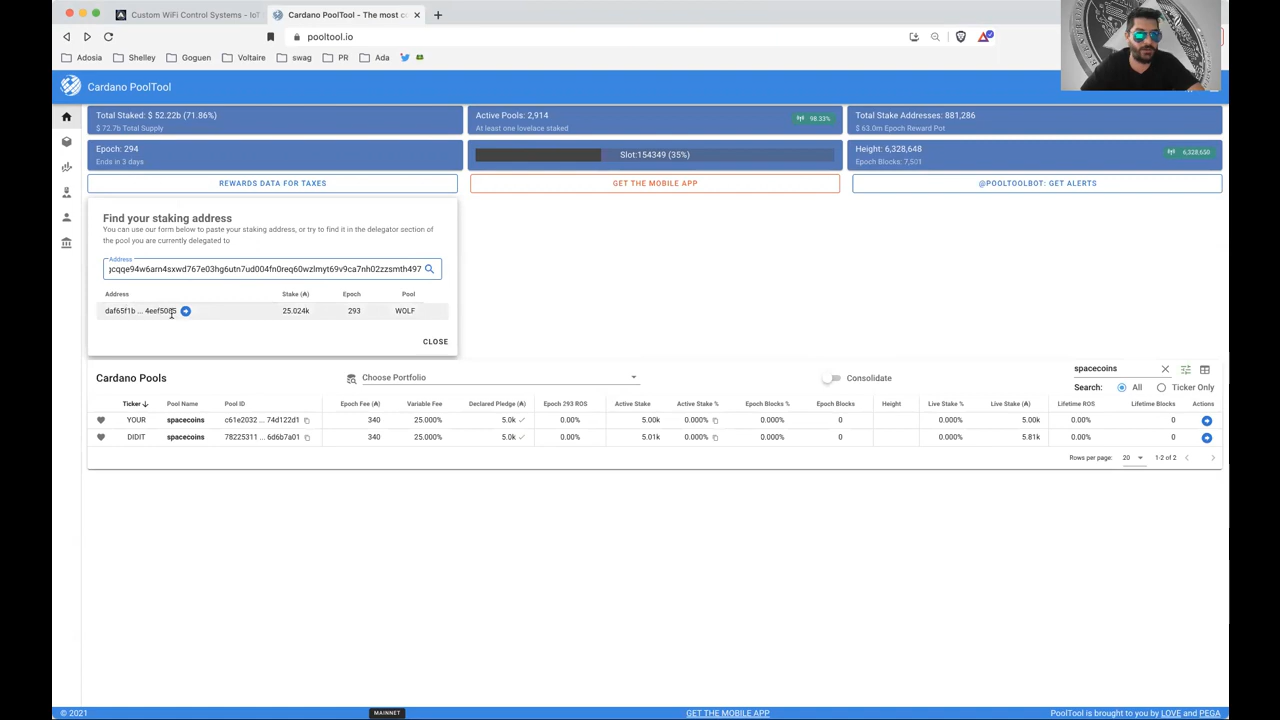 Custom WiFi Control Systems - IoT
Cardano PoolTool - The most c
pooltool.io
Adosia
Shelley
Goguen
Voltaire
swag
PR
Ada
Cardano PoolTool
Total Staked: $ 52.22b (71.86%)
$ 72.7b Total Supply
Active Pools: 2,914
At least one lovelace staked
98.33%
Total Stake Addresses: 881,286
$ 63.0m Epoch Reward Pot
Epoch: 294
Ends in 3 days
Slot:154349 (35%)
Height: 6,328,648
Epoch Blocks: 7,501
6,328,650
REWARDS DATA FOR TAXES
GET THE MOBILE APP
@POOLTOOLBOT: GET ALERTS
Find your staking address
You can use our form below to paste your staking address, or try to find it in the delegator section of
the pool you are currently delegated to
Address
cqqe94w6arn4sxwd767e03hg6utn7ud004fn0req60wzlmyt69v9ca7nh02zzsmth497
Address Stake (₳) Epoch Pool
daf65f1b ... 4eef5085 25.024k 293 WOLF
CLOSE
Cardano Pools
Choose Portfolio
Consolidate
spacecoins
Search: All Ticker Only
Ticker Pool Name Pool ID Epoch Fee (₳) Variable Fee Declared Pledge (₳) Epoch 293 ROS Active Stake Active Stake % Epoch Blocks % Epoch Blocks Height Live Stake % Live Stake (₳) Lifetime ROS Lifetime Blocks Actions
YOUR spacecoins c61e2032 ... 74d122d1 340 25.000% 5.0k 0.00% 5.00k 0.000% 0.000% 0 0.000% 5.00k 0.00% 0
DIDIT spacecoins 78225311 ... 6d6b7a01 340 25.000% 5.0k 0.00% 5.01k 0.000% 0.000% 0 0.000% 5.81k 0.00% 0
Rows per page: 20 1-2 of 2
© 2021
MAINNET
GET THE MOBILE APP
PoolTool is brought to you by LOVE and PEGA